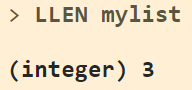 > LLEN mylist
(integer) 3